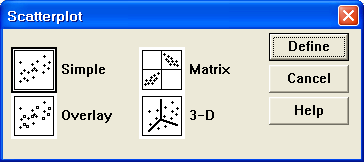 Scatterplot
Simple
Matrix
Overlay
3-D
Define
Cancel
Help